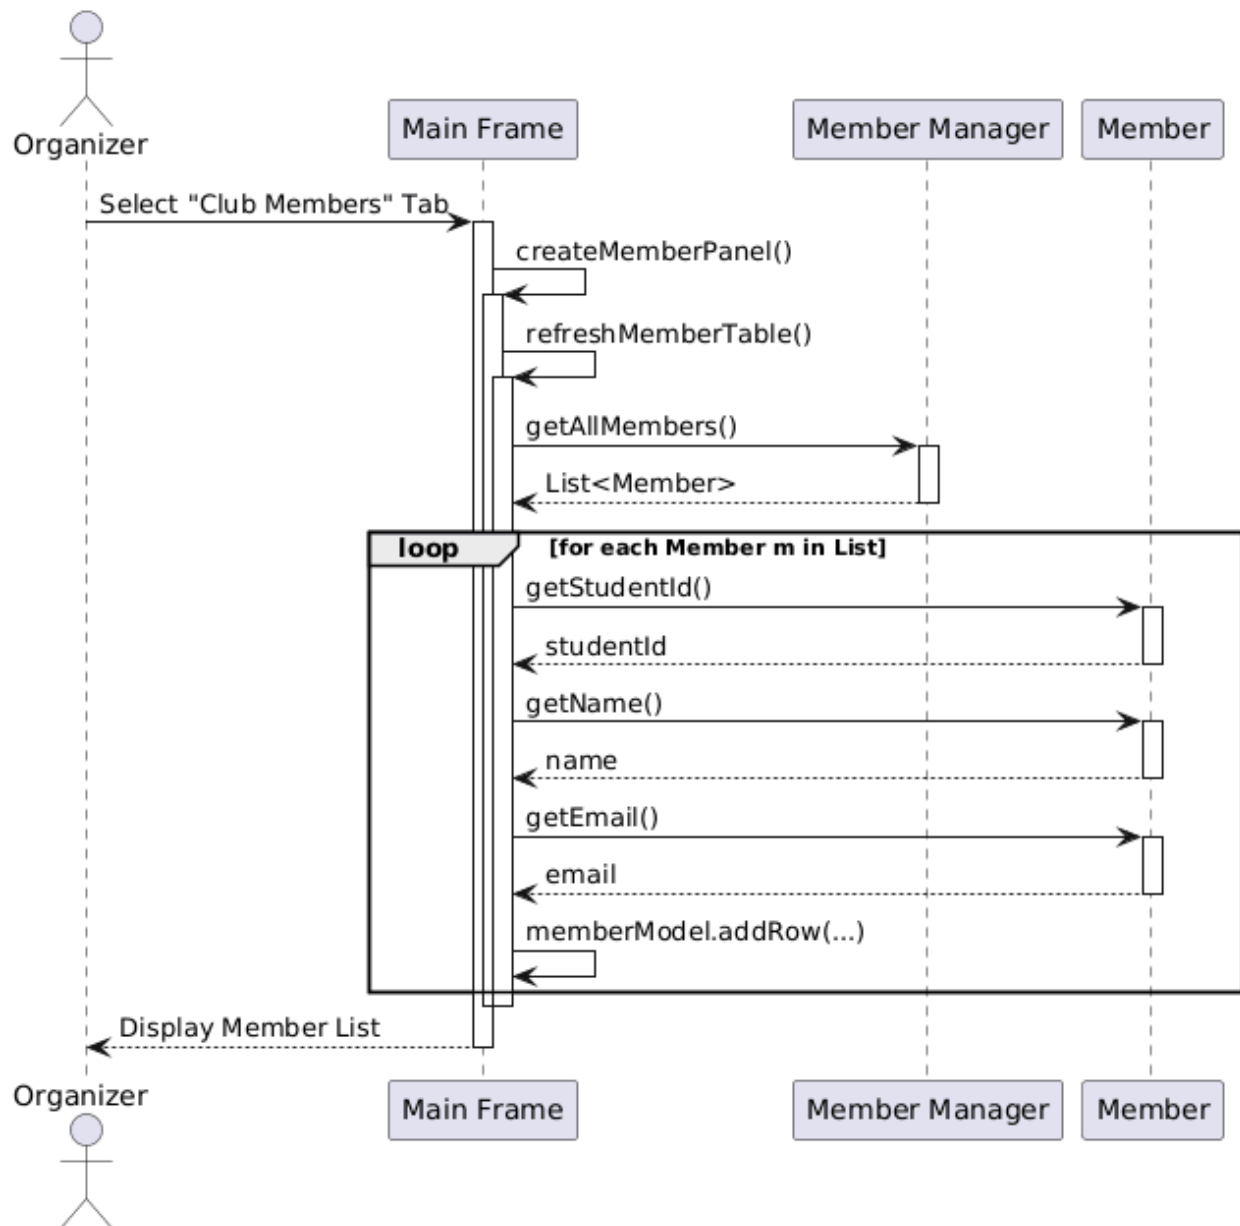 Organizer
Main Frame
Member Manager
Member
Select "Club Members" Tab
createMemberPanel()
refreshMemberTable()
getAllMembers()
List<Member>
loop
[for each Member m in List]
getStudentId()
studentId
getName()
name
getEmail()
email
memberModel.addRow(...)
Display Member List
Organizer
Main Frame
Member Manager
Member